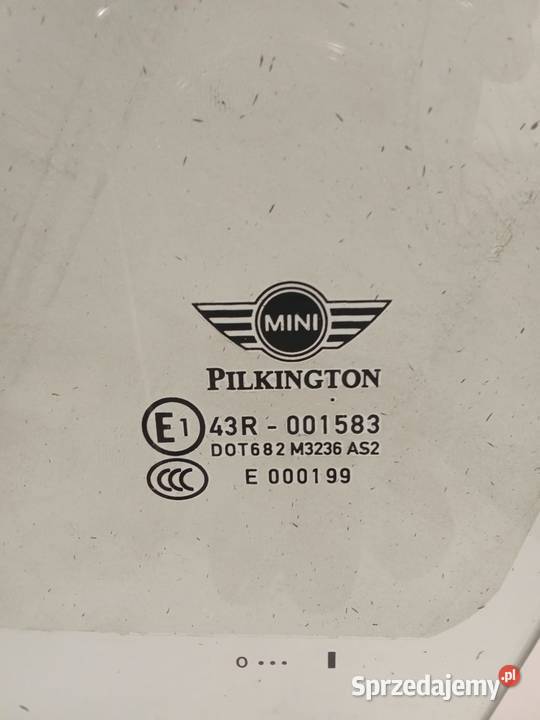 MINI
PILKINGTON
E1 43R - 001583
DOT682 M3236 AS2
CCC E 000199
o ... ▮
Sprzedajemy.pl